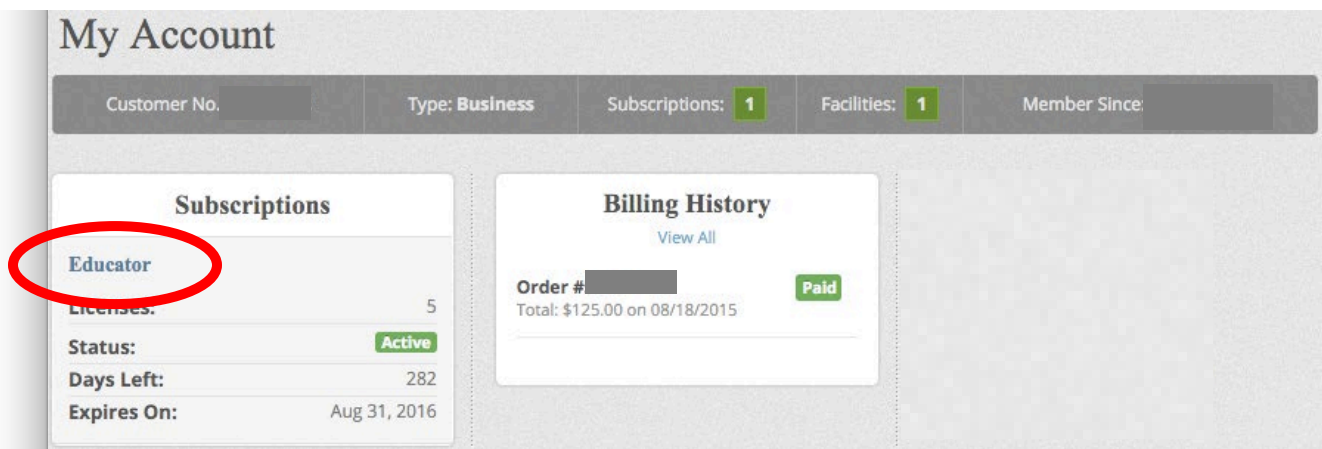 My Account
Customer No.
Type: Business
Subscriptions: 1
Facilities: 1
Member Since:
Subscriptions
Educator
Licenses: 5
Status: Active
Days Left: 282
Expires On: Aug 31, 2016
Billing History
View All
Order # Paid
Total: $125.00 on 08/18/2015